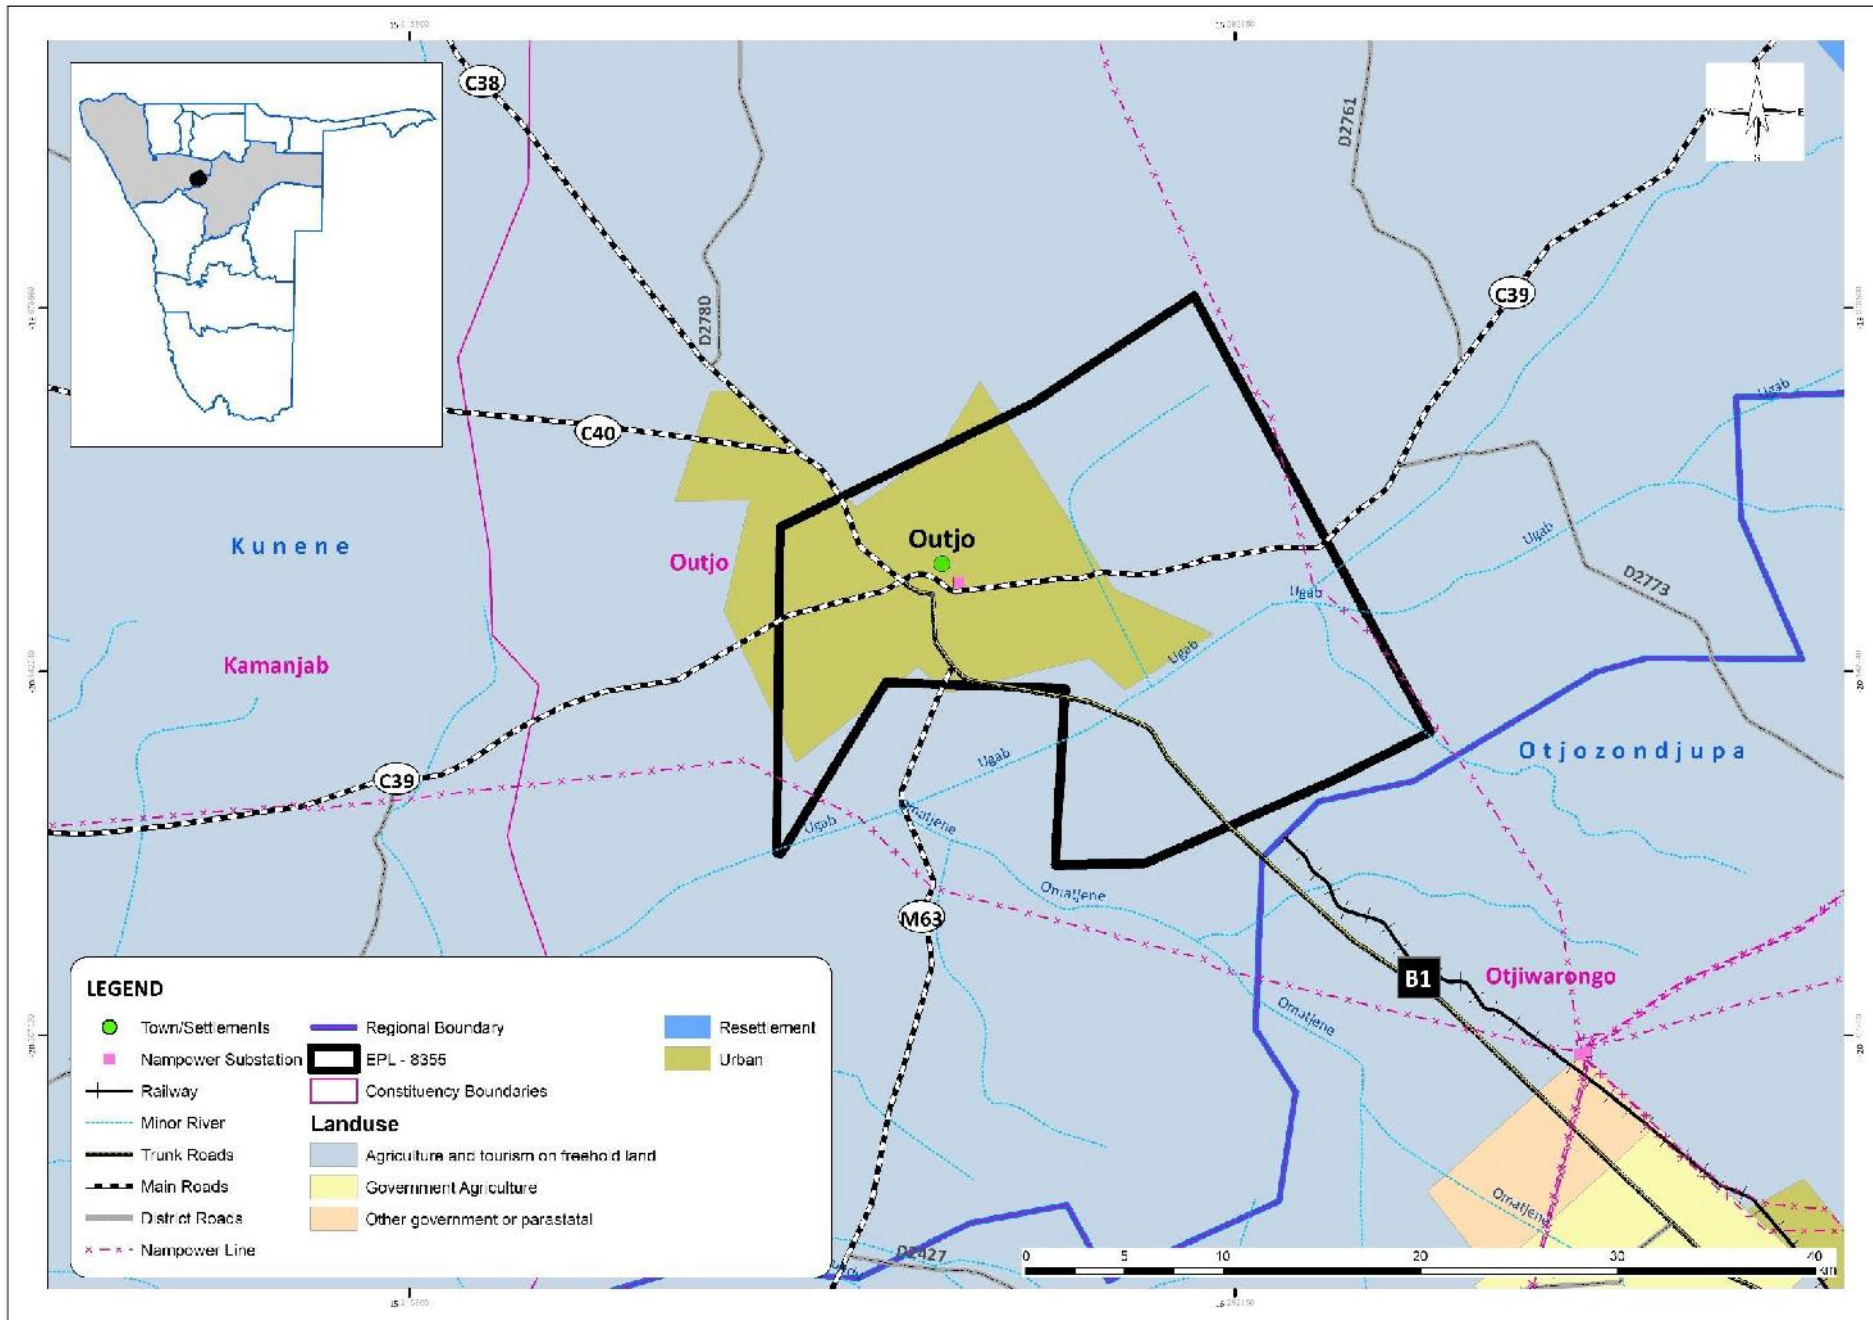 C38
D2761
N
W E
S
C39
D2780
Ugab
C40
Outjo
Kunene
Outjo
Ugab
D2773
Ugab
Ugab
Kamanjab
Otjozondjupa
Ugab
C39
Omatjene
Ugab
Omatjene
M63
B1
Otjiwarongo
Omatjene
Omatjene
D2427
LEGEND
Town/Settlements
Nampower Substation
Railway
Minor River
Trunk Roads
Main Roads
District Roads
Nampower Line
Regional Boundary
EPL - 8355
Constituency Boundaries
Landuse
Agriculture and tourism on freehold land
Government Agriculture
Other government or parastatal
Resettlement
Urban
0 5 10 20 30 40
km